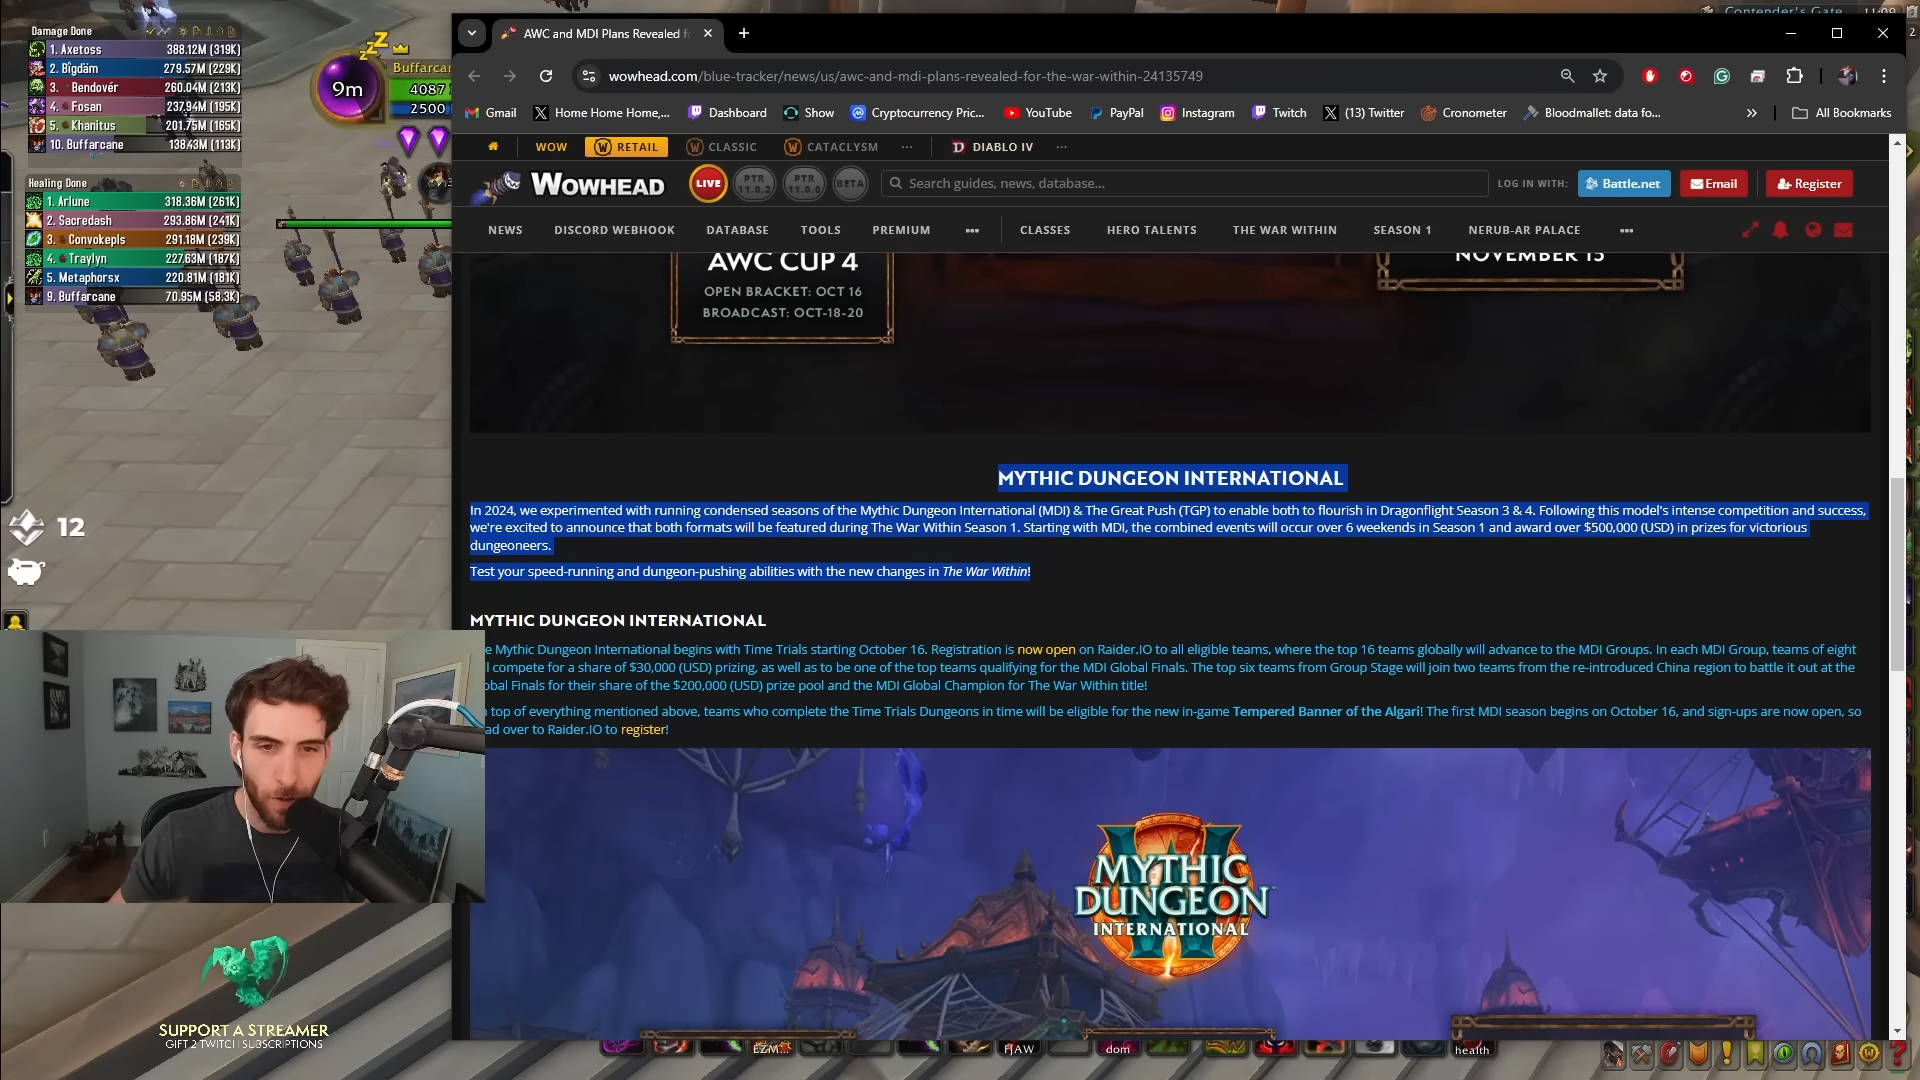 Damage Done
1. Axetoss 388.12M (319K)
2. Bîgdäm 279.57M (229K)
3. Bendovér 260.04M (213K)
4. Fosan 237.94M (195K)
5. Khanitus 201.75M (165K)
10. Buffarcane 138.43M (113K)
Healing Done
1. Arlune 318.36M (261K)
2. Sacredash 293.86M (241K)
3. Convokepls 291.18M (239K)
4. Traylyn 227.63M (187K)
5. Metaphorsx 220.81M (181K)
9. Buffarcane 70.95M (58.3K)
9m
Buffarcan
4087
2500
12
Contender's Gate 11:09
AWC and MDI Plans Revealed f
wowhead.com/blue-tracker/news/us/awc-and-mdi-plans-revealed-for-the-war-within-24135749
Gmail Home Home Home,... Dashboard Show Cryptocurrency Pric... YouTube PayPal Instagram Twitch (13) Twitter Cronometer Bloodmallet: data fo... All Bookmarks
WOW RETAIL CLASSIC CATACLYSM DIABLO IV
WOWHEAD LIVE PTR 11.0.2 PTR 11.0.0 BETA Search guides, news, database... LOG IN WITH: Battle.net Email Register
NEWS DISCORD WEBHOOK DATABASE TOOLS PREMIUM CLASSES HERO TALENTS THE WAR WITHIN SEASON 1 NERUB-AR PALACE
AWC CUP 4
OPEN BRACKET: OCT 16
BROADCAST: OCT-18-20
NOVEMBER 15
MYTHIC DUNGEON INTERNATIONAL
In 2024, we experimented with running condensed seasons of the Mythic Dungeon International (MDI) & The Great Push (TGP) to enable both to flourish in Dragonflight Season 3 & 4. Following this model's intense competition and success,
we're excited to announce that both formats will be featured during The War Within Season 1. Starting with MDI, the combined events will occur over 6 weekends in Season 1 and award over $500,000 (USD) in prizes for victorious
dungeoneers.
Test your speed-running and dungeon-pushing abilities with the new changes in The War Within!
MYTHIC DUNGEON INTERNATIONAL
e Mythic Dungeon International begins with Time Trials starting October 16. Registration is now open on Raider.IO to all eligible teams, where the top 16 teams globally will advance to the MDI Groups. In each MDI Group, teams of eight
l compete for a share of $30,000 (USD) prizing, as well as to be one of the top teams qualifying for the MDI Global Finals. The top six teams from Group Stage will join two teams from the re-introduced China region to battle it out at the
obal Finals for their share of the $200,000 (USD) prize pool and the MDI Global Champion for The War Within title!
top of everything mentioned above, teams who complete the Time Trials Dungeons in time will be eligible for the new in-game Tempered Banner of the Algari! The first MDI season begins on October 16, and sign-ups are now open, so
ad over to Raider.IO to register!
MYTHIC
DUNGEON
INTERNATIONAL
SUPPORT A STREAMER
GIFT 2 TWITCH SUBSCRIPTIONS
EZM... FJAW dom health